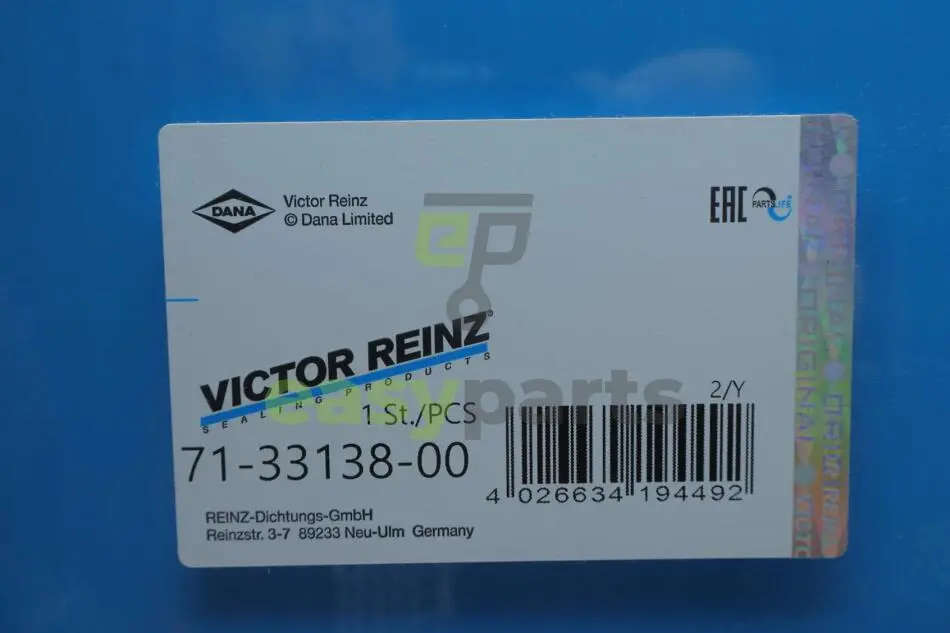 DANA
Victor Reinz
© Dana Limited
EAC
PARTSLIFE
ep
VICTOR REINZ®
SEALING PRODUCTS
easyparts
1 St./PCS
2/Y
71-33138-00
4 026634 194492
REINZ-Dichtungs-GmbH
Reinzstr. 3-7 89233 Neu-Ulm Germany
ORIGINAL